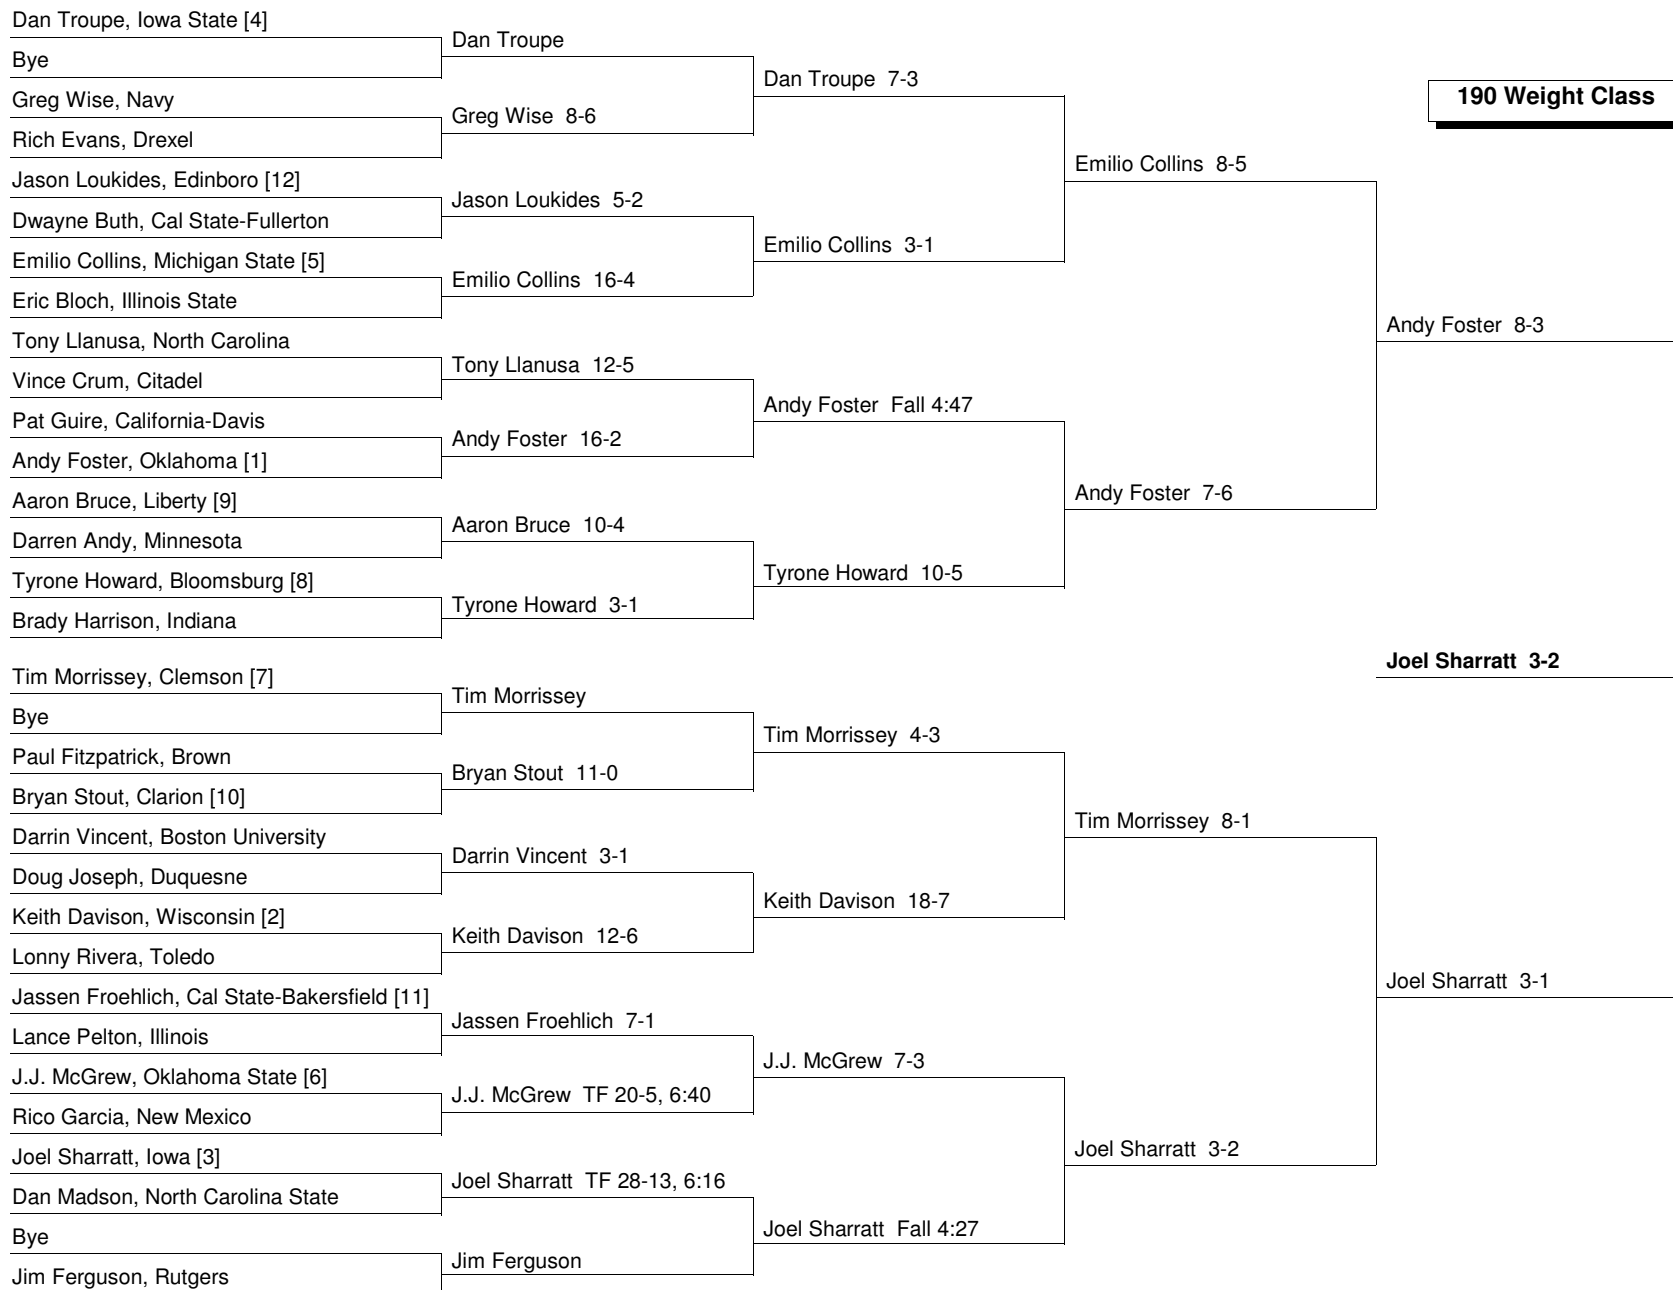 Dan Troupe, Iowa State [4]
Bye
Greg Wise, Navy
Rich Evans, Drexel
Jason Loukides, Edinboro [12]
Dwayne Buth, Cal State-Fullerton
Emilio Collins, Michigan State [5]
Eric Bloch, Illinois State
Tony Llanusa, North Carolina
Vince Crum, Citadel
Pat Guire, California-Davis
Andy Foster, Oklahoma [1]
Aaron Bruce, Liberty [9]
Darren Andy, Minnesota
Tyrone Howard, Bloomsburg [8]
Brady Harrison, Indiana
Tim Morrissey, Clemson [7]
Bye
Paul Fitzpatrick, Brown
Bryan Stout, Clarion [10]
Darrin Vincent, Boston University
Doug Joseph, Duquesne
Keith Davison, Wisconsin [2]
Lonny Rivera, Toledo
Jassen Froehlich, Cal State-Bakersfield [11]
Lance Pelton, Illinois
J.J. McGrew, Oklahoma State [6]
Rico Garcia, New Mexico
Joel Sharratt, Iowa [3]
Dan Madson, North Carolina State
Bye
Jim Ferguson, Rutgers
Dan Troupe
Greg Wise 8-6
Jason Loukides 5-2
Emilio Collins 16-4
Tony Llanusa 12-5
Andy Foster 16-2
Aaron Bruce 10-4
Tyrone Howard 3-1
Tim Morrissey
Bryan Stout 11-0
Darrin Vincent 3-1
Keith Davison 12-6
Jassen Froehlich 7-1
J.J. McGrew TF 20-5, 6:40
Joel Sharratt TF 28-13, 6:16
Jim Ferguson
Dan Troupe 7-3
Emilio Collins 3-1
Andy Foster Fall 4:47
Tyrone Howard 10-5
Tim Morrissey 4-3
Keith Davison 18-7
J.J. McGrew 7-3
Joel Sharratt Fall 4:27
Emilio Collins 8-5
Andy Foster 7-6
Tim Morrissey 8-1
Joel Sharratt 3-2
190 Weight Class
Andy Foster 8-3
Joel Sharratt 3-2
Joel Sharratt 3-1